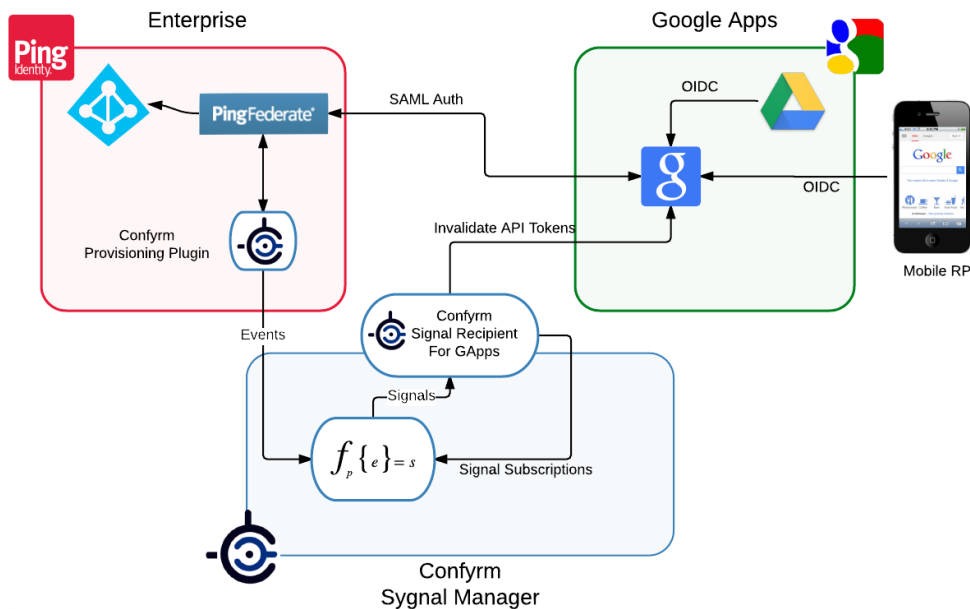 Enterprise
Google Apps
Ping
Identity.
PingFederate®
SAML Auth
OIDC
g
Google
OIDC
Mobile RP
Confyrm
Provisioning Plugin
Invalidate API Tokens
Events
Confyrm
Signal Recipient
For GApps
Signals
f p { e } = s
Signal Subscriptions
Confyrm
Sygnal Manager